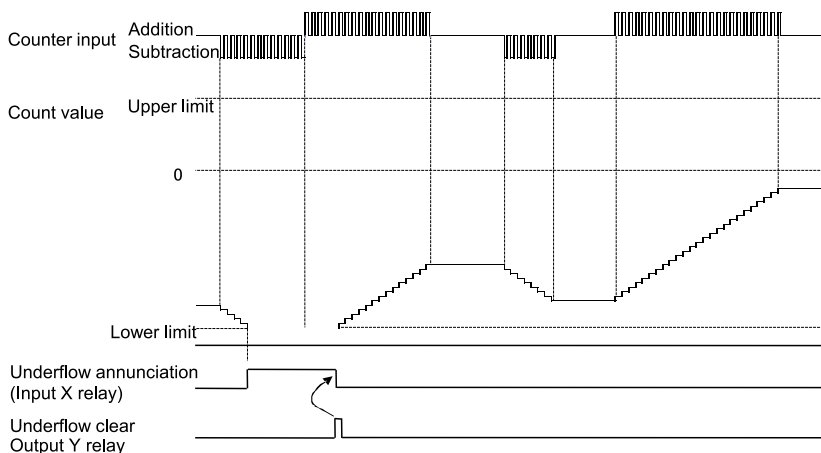 Counter input
Addition
Subtraction
Count value
Upper limit
0
Lower limit
Underflow annunciation
(Input X relay)
Underflow clear
Output Y relay